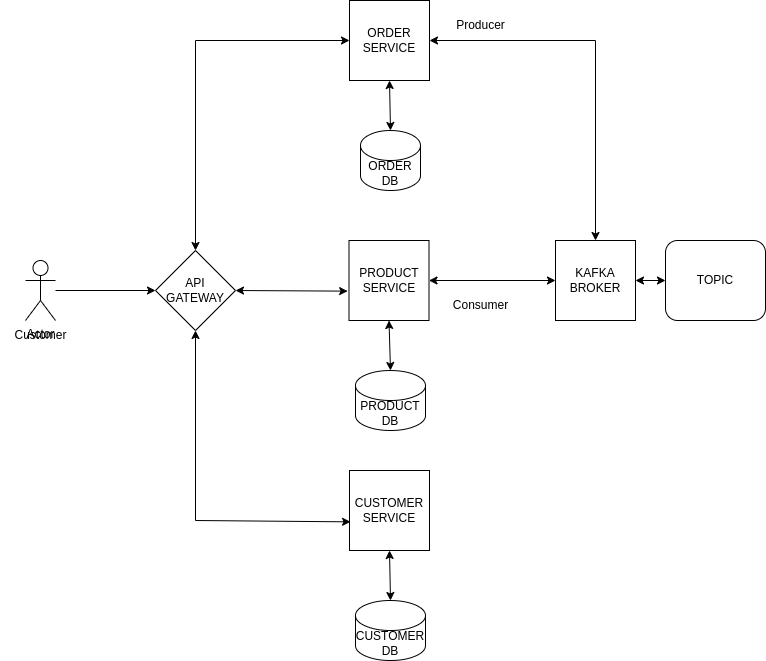 ORDER
SERVICE
Producer
ORDER
DB
API
GATEWAY
PRODUCT
SERVICE
KAFKA
BROKER
TOPIC
Consumer
Actor
Customer
PRODUCT
DB
CUSTOMER
SERVICE
CUSTOMER
DB